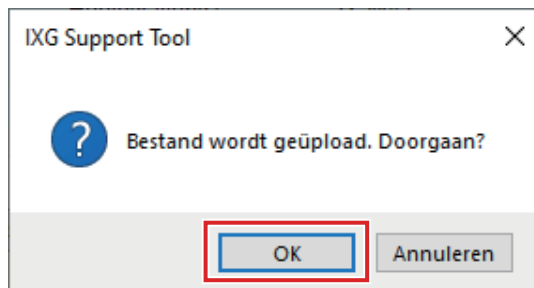 IXG Support Tool
Bestand wordt geüpload. Doorgaan?
OK
Annuleren